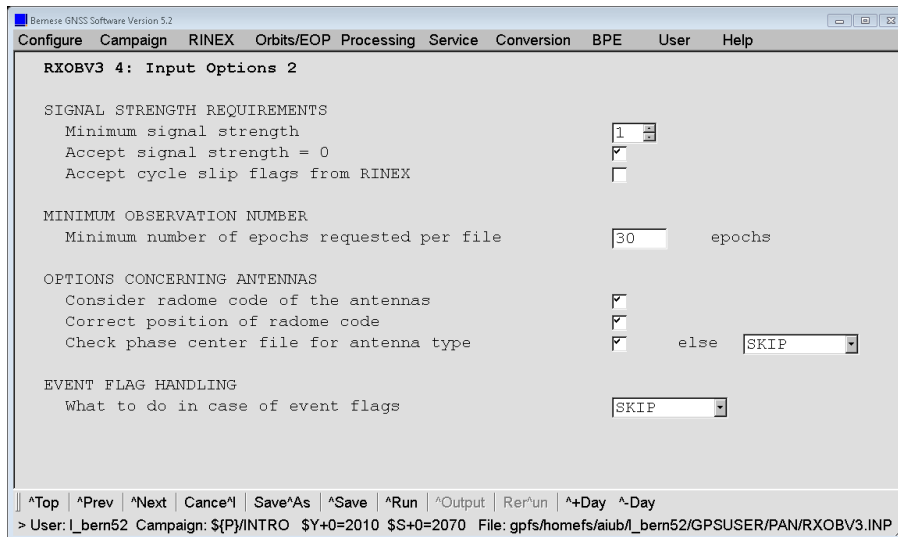 Bernese GNSS Software Version 5.2
Configure Campaign RINEX Orbits/EOP Processing Service Conversion BPE User Help
RXOBV3 4: Input Options 2
SIGNAL STRENGTH REQUIREMENTS
Minimum signal strength 1
Accept signal strength = 0
Accept cycle slip flags from RINEX
MINIMUM OBSERVATION NUMBER
Minimum number of epochs requested per file 30 epochs
OPTIONS CONCERNING ANTENNAS
Consider radome code of the antennas
Correct position of radome code
Check phase center file for antenna type else SKIP
EVENT FLAG HANDLING
What to do in case of event flags SKIP
^Top ^Prev ^Next Cance^l Save^As ^Save ^Run ^Output Rer^un ^+Day ^-Day
> User: l_bern52 Campaign: ${P}/INTRO $Y+0=2010 $S+0=2070 File: gpfs/homefs/aiub/l_bern52/GPSUSER/PAN/RXOBV3.INP